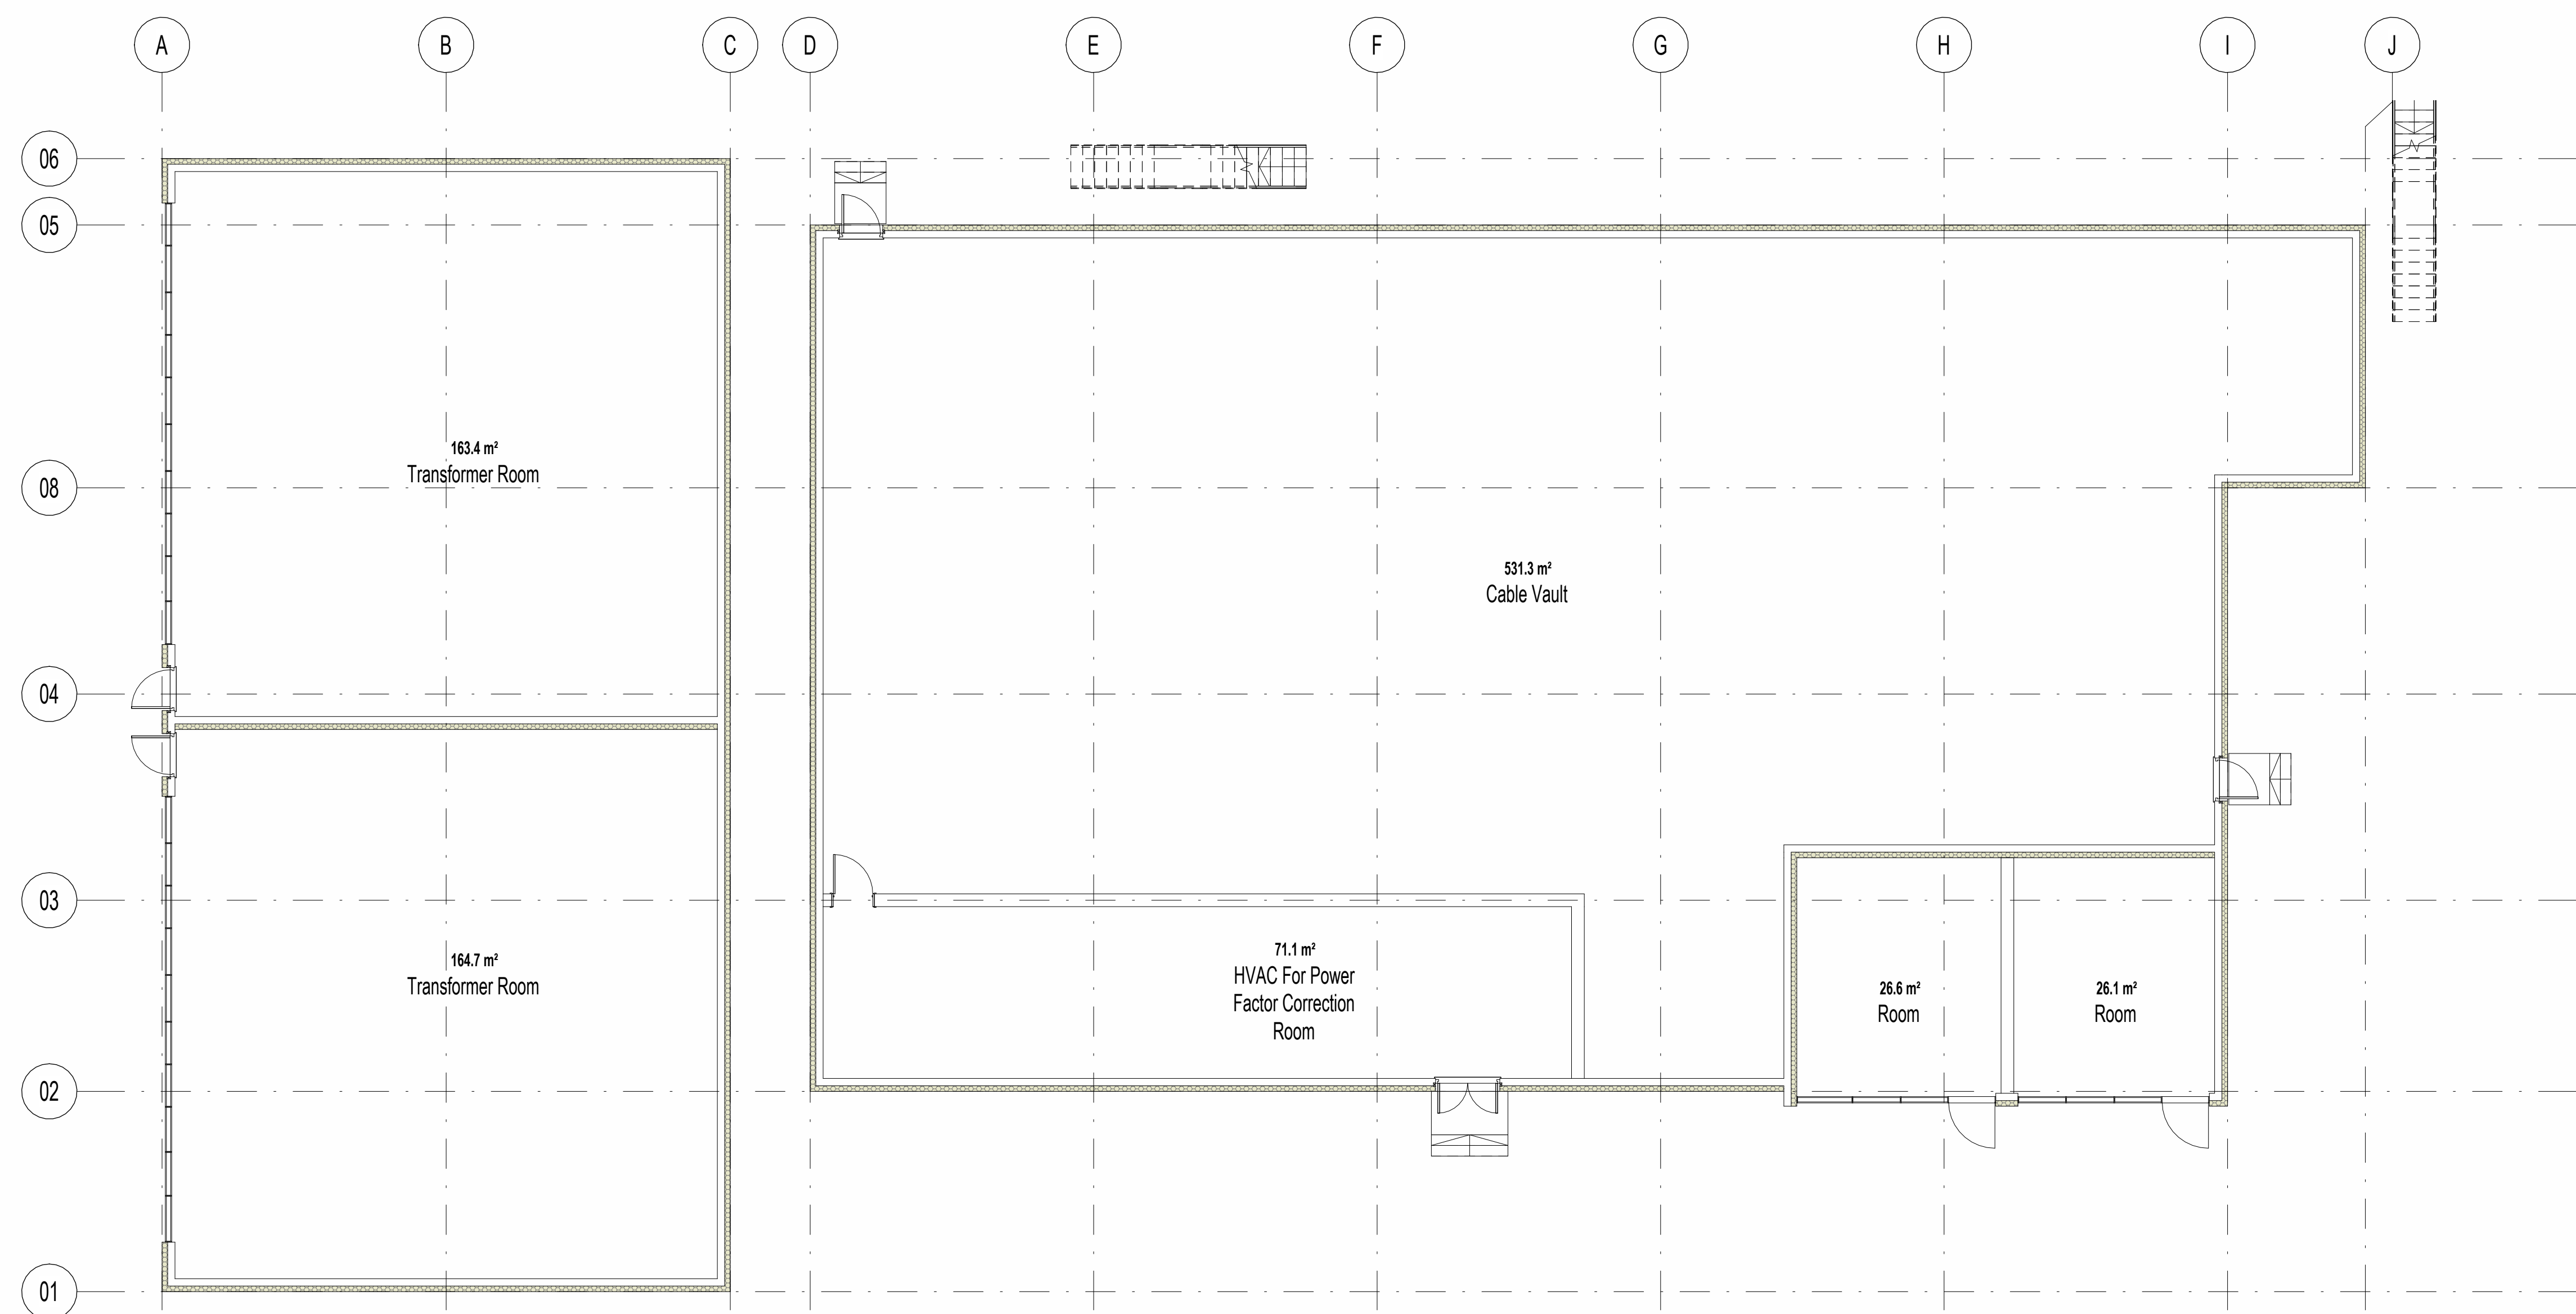 A B C D E F G H I J
06
05
163.4 m²
Transformer Room
08
531.3 m²
Cable Vault
04
03
71.1 m²
HVAC For Power
Factor Correction
Room
164.7 m²
Transformer Room
26.6 m²
Room
26.1 m²
Room
02
01